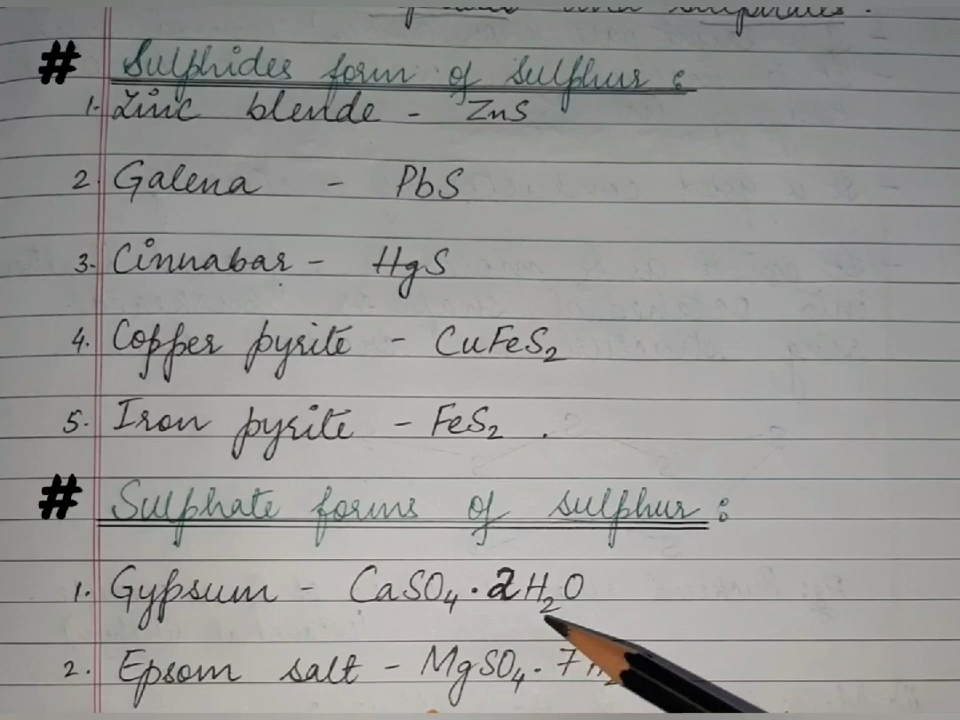 # Sulphides form of sulphur :
1. Zinc blende - ZnS
2. Galena - PbS
3. Cinnabar - HgS
4. Copper pyrite - CuFeS₂
5. Iron pyrite - FeS₂ .
# Sulphate forms of sulphur :
1. Gypsum - CaSO₄·2H₂O
2. Epsom salt - MgSO₄·7H₂